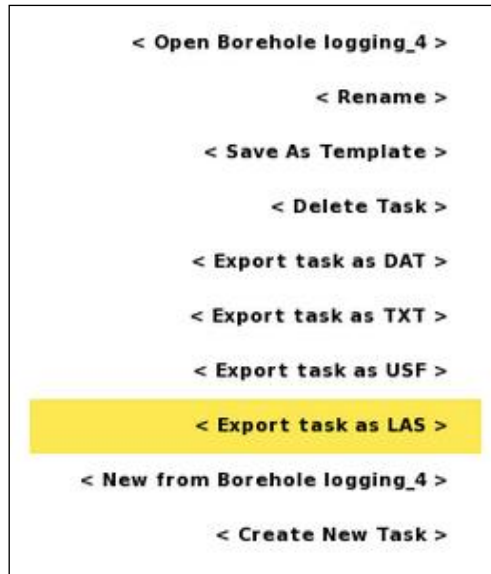 < Open Borehole logging_4 >
< Rename >
< Save As Template >
< Delete Task >
< Export task as DAT >
< Export task as TXT >
< Export task as USF >
< Export task as LAS >
< New from Borehole logging_4 >
< Create New Task >